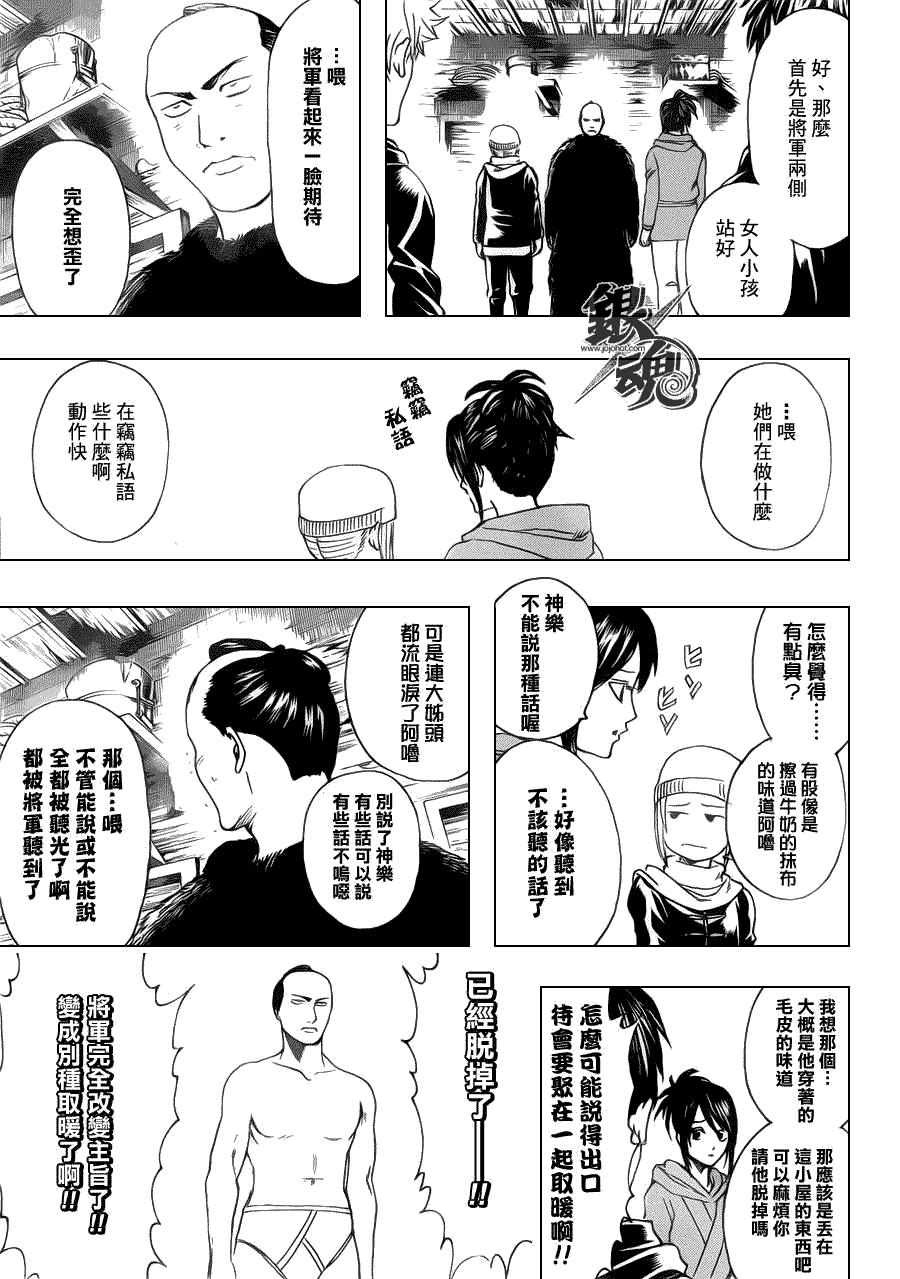 好、那麼
首先是將軍兩側
女人小孩
站好
…喂
將軍看起來一臉期待
完全想歪了
銀魂
www.jojohot.com
…喂
她們在做什麼
竊竊
私語
在竊竊私語
些什麼啊
動作快
怎麼覺得……
有點臭？
有股像是
擦過牛奶的抹布
的味道阿嚕
ヒソ
ヒソ
神樂
不能說那種話喔
…好像聽到
不該聽的話了
可是連大姊頭
都流眼淚了阿嚕
別說了神樂
有些話可以說
有些話不嗚噁
那個…喂
不管能說或不能說
全都被聽光了啊
都被將軍聽到了
我想那個…
大概是他穿著的
毛皮的味道
那應該是丟在
這小屋的東西吧
可以麻煩你
請他脫掉嗎
怎麼可能說得出口
待會要聚在一起取暖啊!!
已經脫掉了——!!
將軍完全改變主旨了!!
變成別種取暖了啊!!